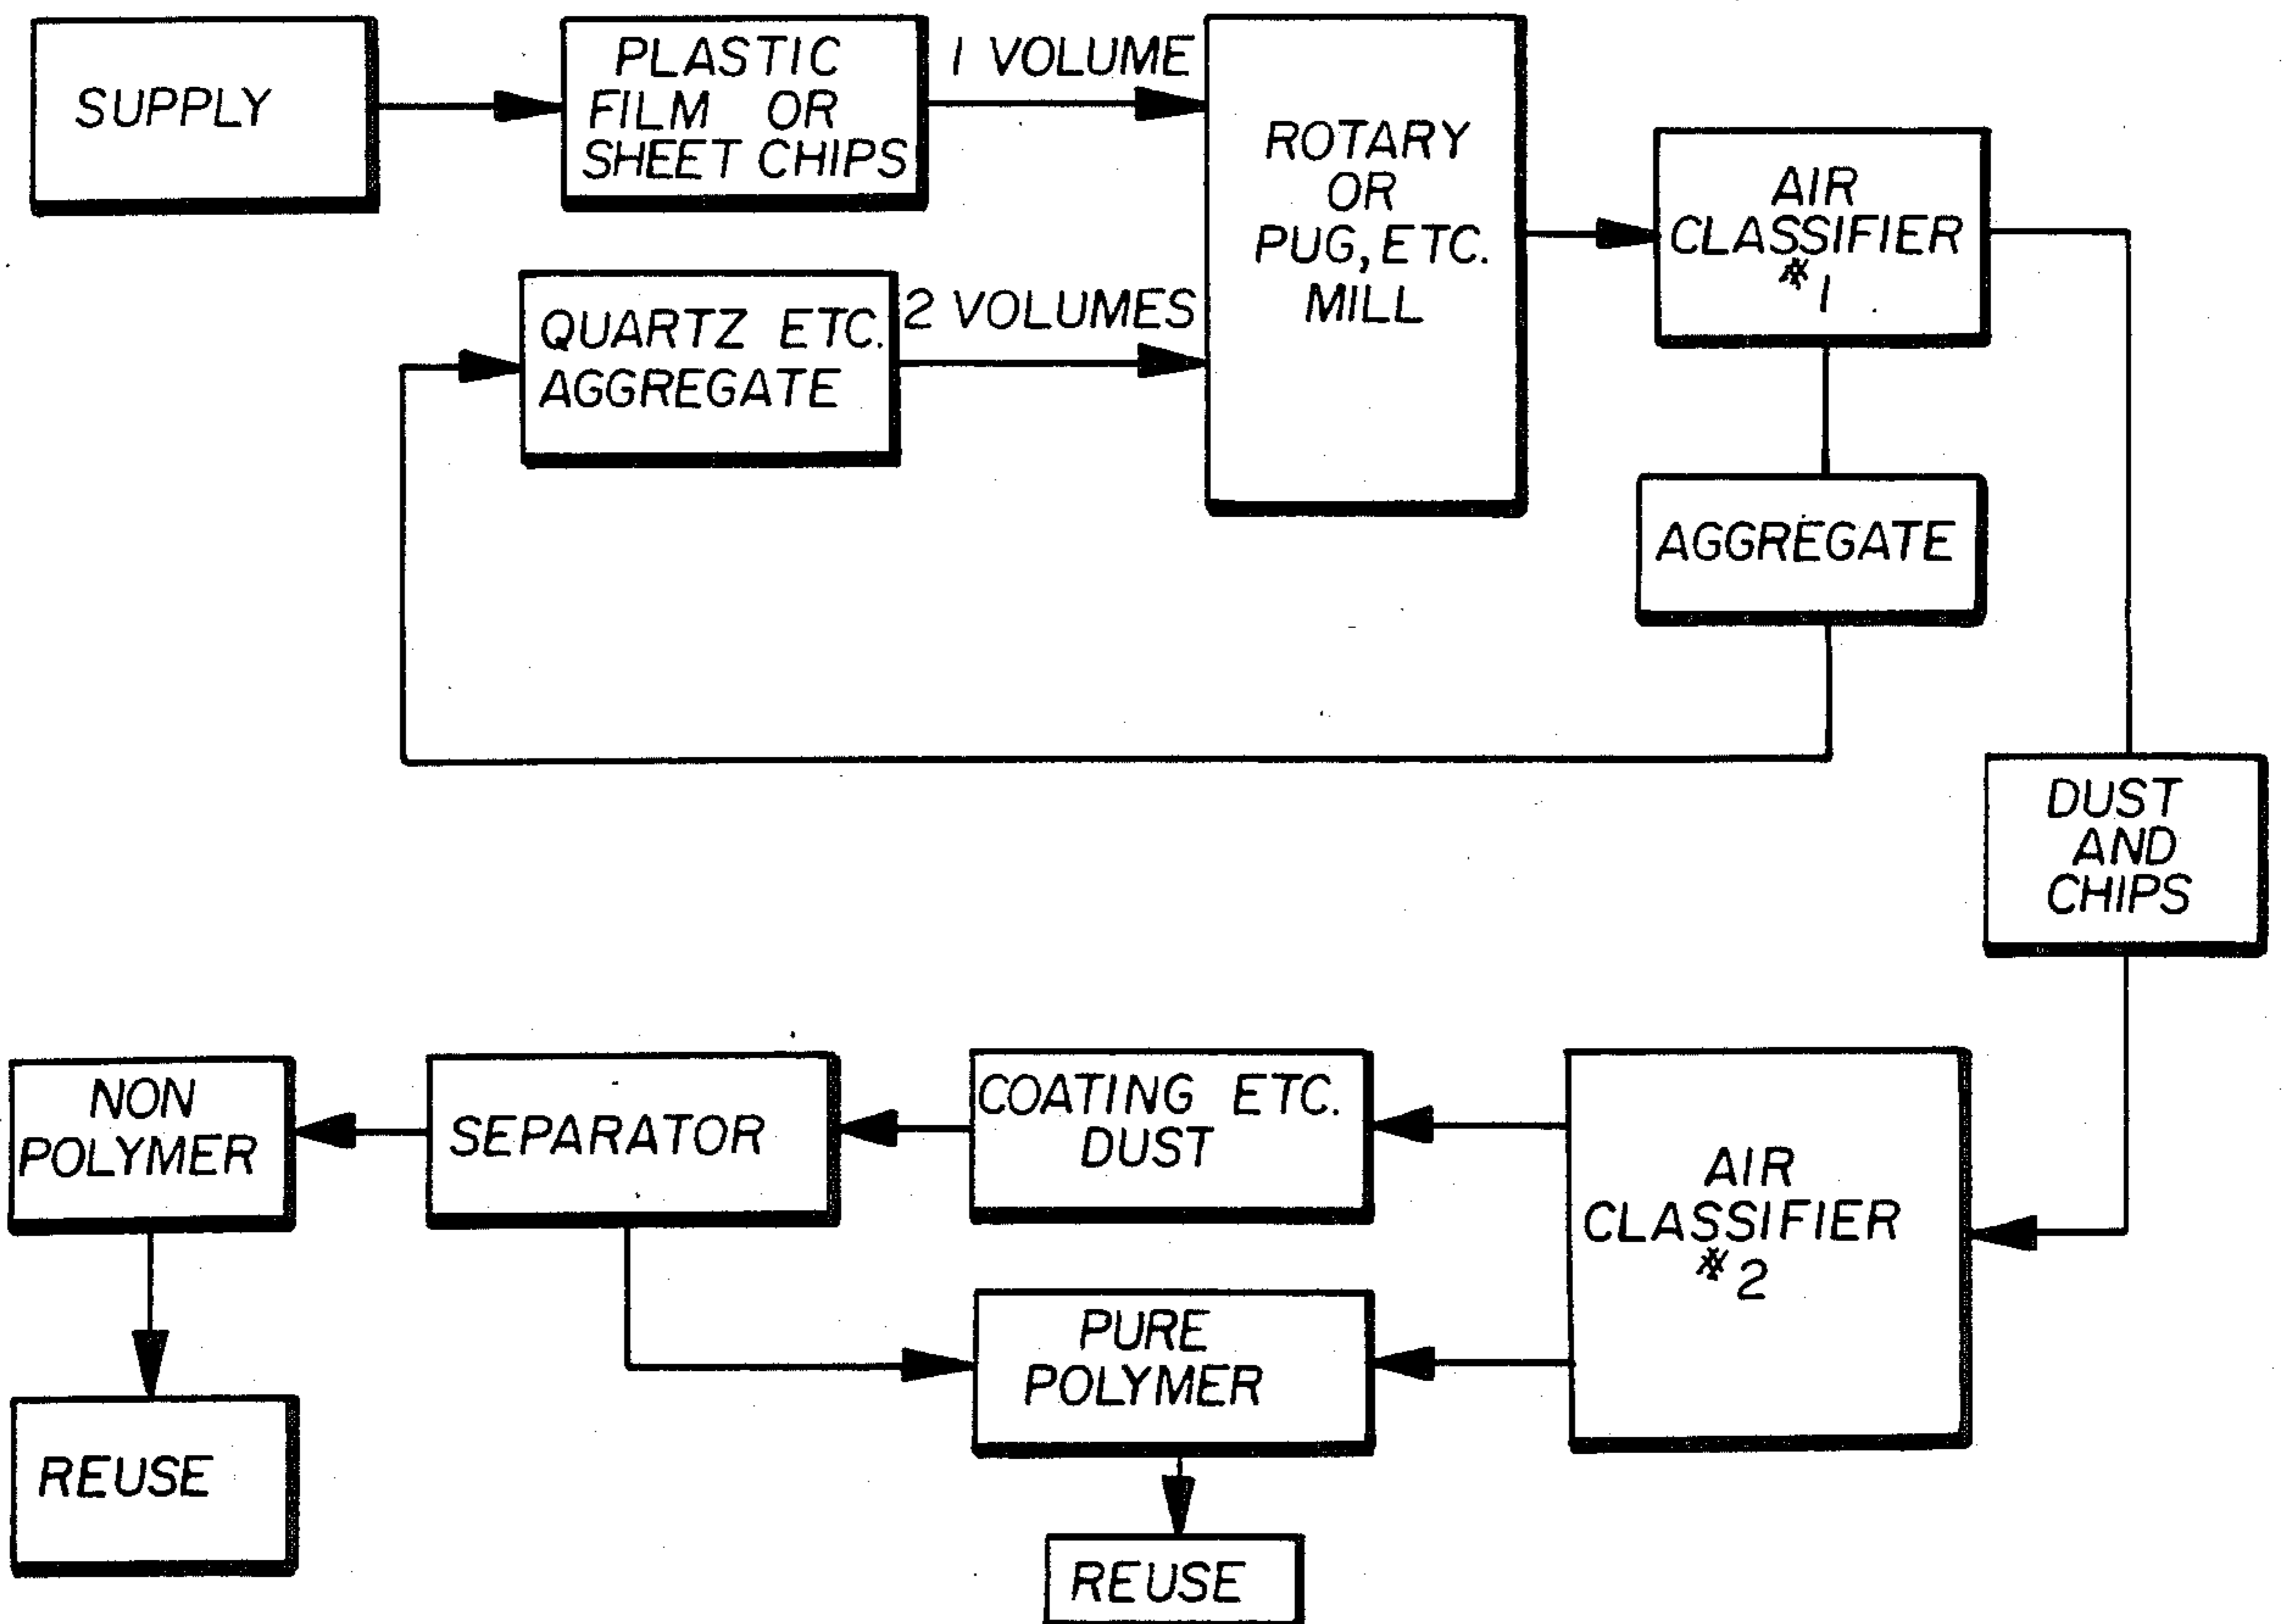 SUPPLY
PLASTIC
FILM OR
SHEET CHIPS
1 VOLUME
ROTARY
OR
PUG, ETC.
MILL
AIR
CLASSIFIER
#1
QUARTZ ETC.
AGGREGATE
2 VOLUMES
AGGREGATE
DUST
AND
CHIPS
NON
POLYMER
SEPARATOR
COATING ETC.
DUST
AIR
CLASSIFIER
#2
PURE
POLYMER
REUSE
REUSE